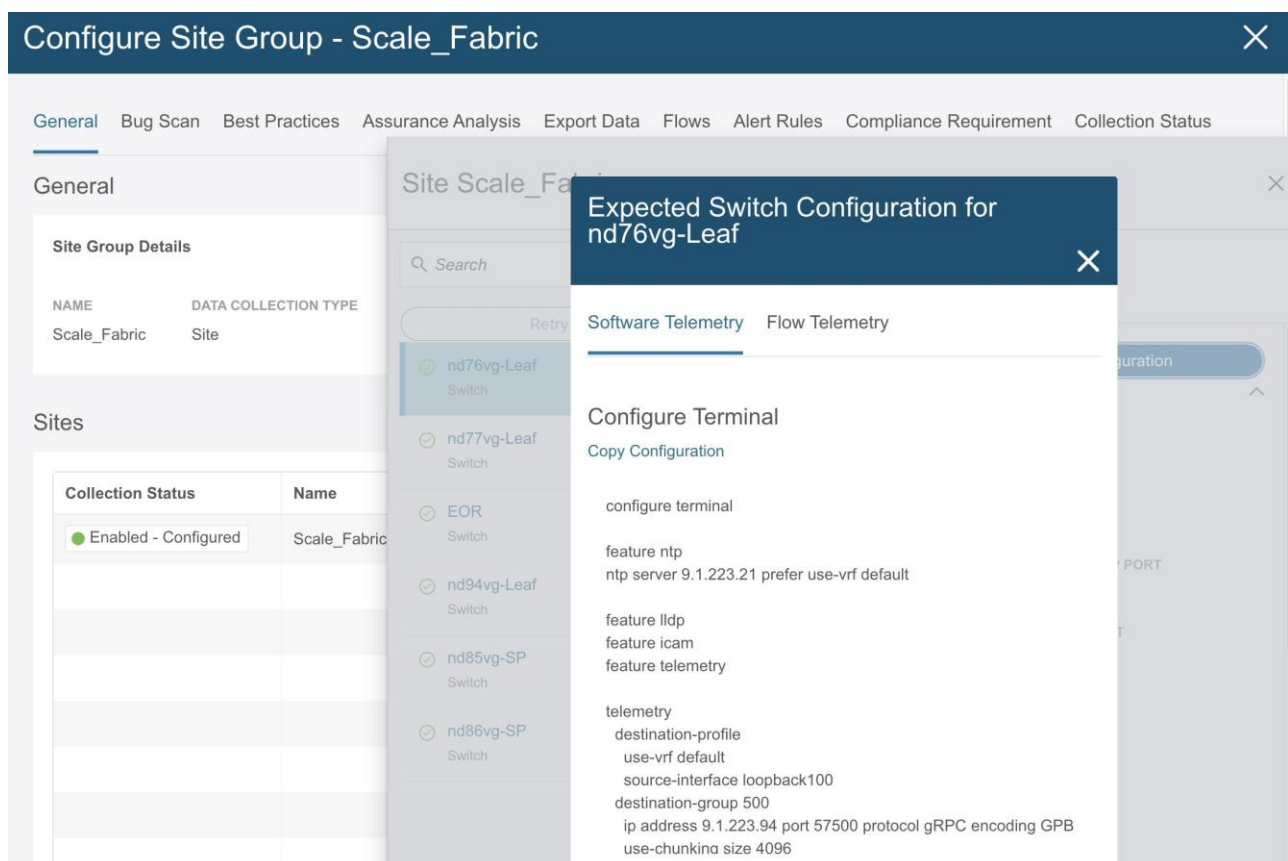 Configure Site Group - Scale_Fabric
General Bug Scan Best Practices Assurance Analysis Export Data Flows Alert Rules Compliance Requirement Collection Status
General
Site Group Details
NAME DATA COLLECTION TYPE
Scale_Fabric Site
Sites
Collection Status Name
Enabled - Configured Scale_Fabric
Site Scale_Fa
Search
Retry
nd76vg-Leaf
Switch
nd77vg-Leaf
Switch
EOR
Switch
nd94vg-Leaf
Switch
nd85vg-SP
Switch
nd86vg-SP
Switch
Expected Switch Configuration for
nd76vg-Leaf
Software Telemetry Flow Telemetry
Configure Terminal
Copy Configuration
configure terminal
feature ntp
ntp server 9.1.223.21 prefer use-vrf default
feature lldp
feature icam
feature telemetry
telemetry
destination-profile
use-vrf default
source-interface loopback100
destination-group 500
ip address 9.1.223.94 port 57500 protocol gRPC encoding GPB
use-chunking size 4096
PORT